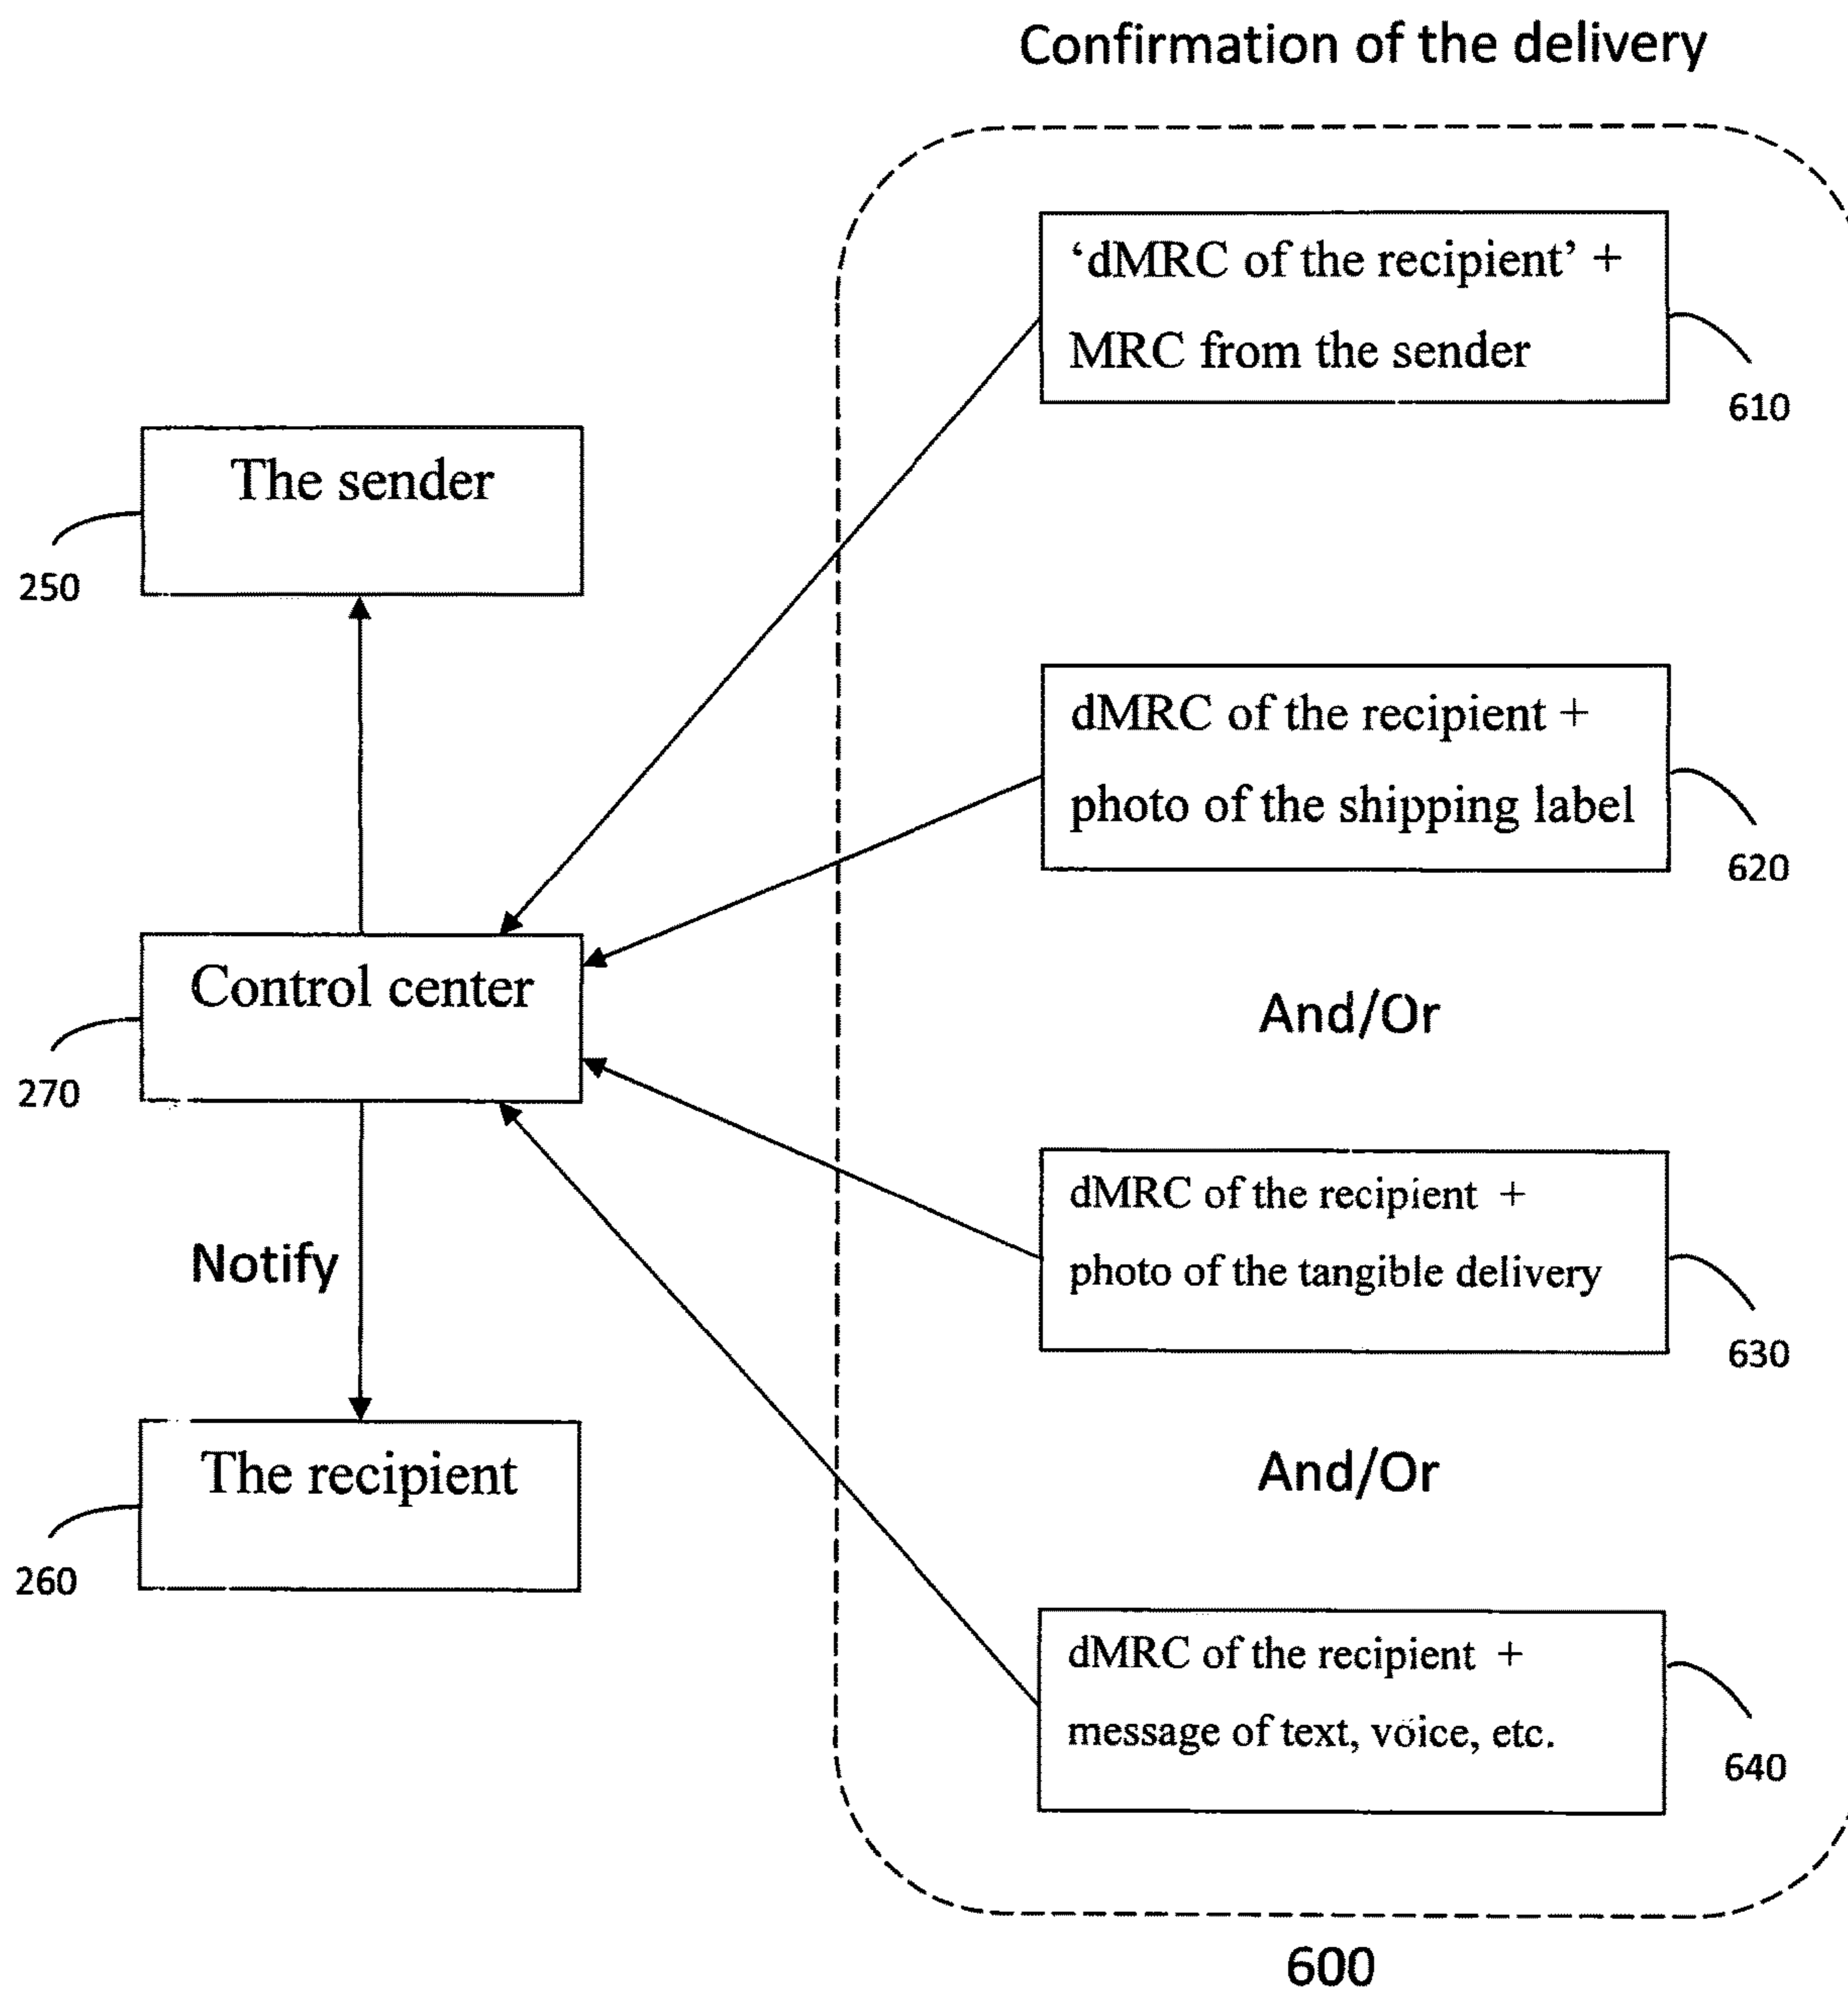 Confirmation of the delivery
‘dMRC of the recipient’ +
MRC from the sender
610
The sender
250
dMRC of the recipient +
photo of the shipping label
620
Control center
270
And/Or
dMRC of the recipient +
photo of the tangible delivery
630
Notify
And/Or
The recipient
260
dMRC of the recipient +
message of text, voice, etc.
640
600